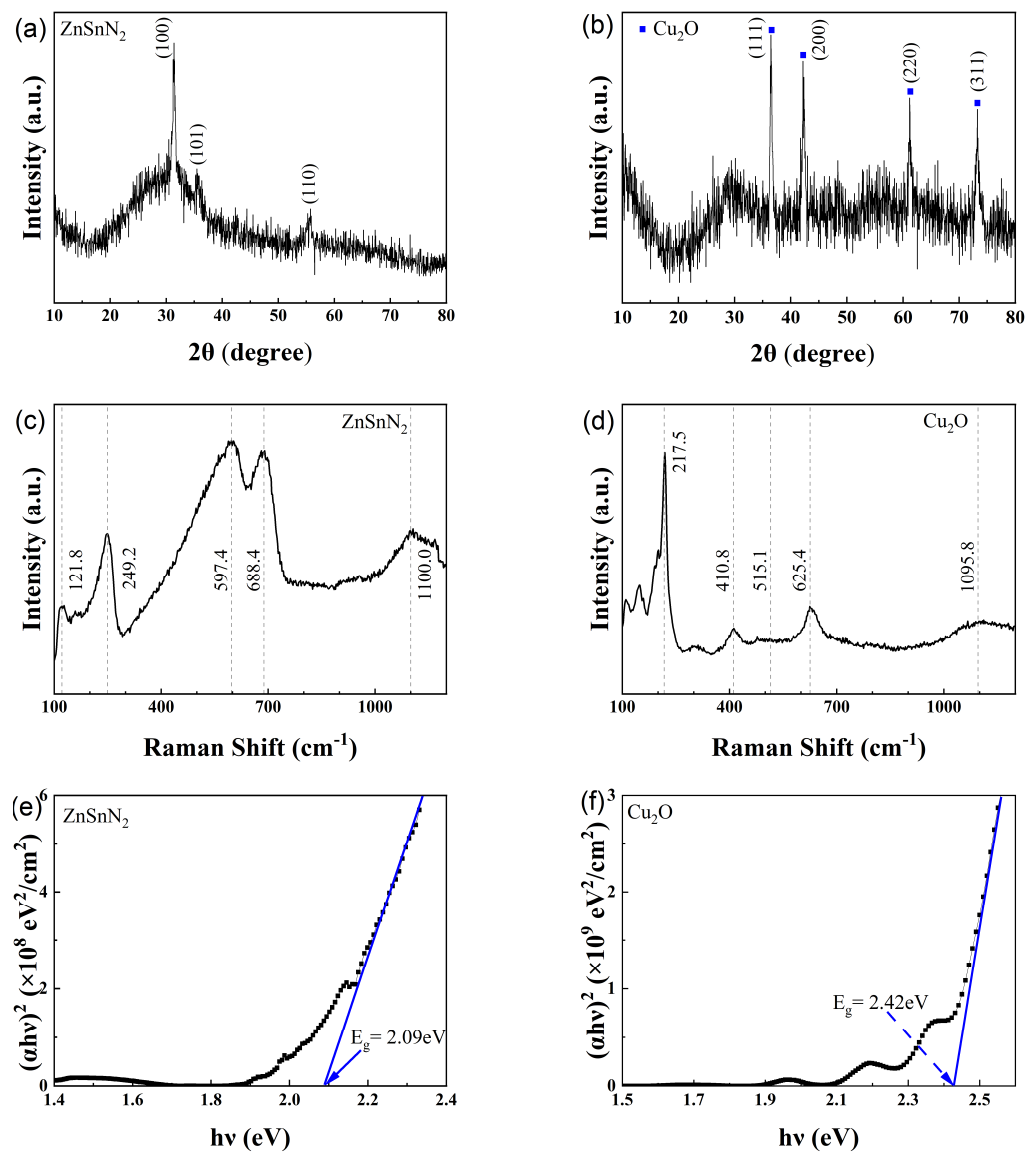 (a) ZnSnN₂
(100)
(101)
(110)
Intensity (a.u.)
10 20 30 40 50 60 70 80
2θ (degree)
(b) Cu₂O
(111)
(200)
(220)
(311)
Intensity (a.u.)
10 20 30 40 50 60 70 80
2θ (degree)
(c) ZnSnN₂
121.8
249.2
597.4
688.4
1100.0
Intensity (a.u.)
100 400 700 1000
Raman Shift (cm⁻¹)
(d) Cu₂O
217.5
410.8
515.1
625.4
1095.8
Intensity (a.u.)
100 400 700 1000
Raman Shift (cm⁻¹)
(e) ZnSnN₂
6
4
2
0
(αhν)² (×10⁸ eV²/cm²)
E_g= 2.09eV
1.4 1.6 1.8 2.0 2.2 2.4
hν (eV)
(f) Cu₂O
3
2
1
0
(αhν)² (×10⁹ eV²/cm²)
E_g= 2.42eV
1.5 1.7 1.9 2.1 2.3 2.5
hν (eV)